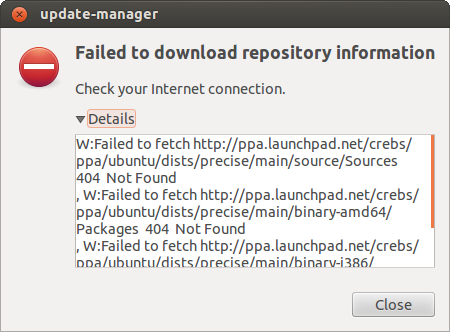 update-manager
Failed to download repository information
Check your Internet connection.
Details
W:Failed to fetch http://ppa.launchpad.net/crebs/
ppa/ubuntu/dists/precise/main/source/Sources
404 Not Found
, W:Failed to fetch http://ppa.launchpad.net/crebs/
ppa/ubuntu/dists/precise/main/binary-amd64/
Packages 404 Not Found
, W:Failed to fetch http://ppa.launchpad.net/crebs/
ppa/ubuntu/dists/precise/main/binary-i386/
Close